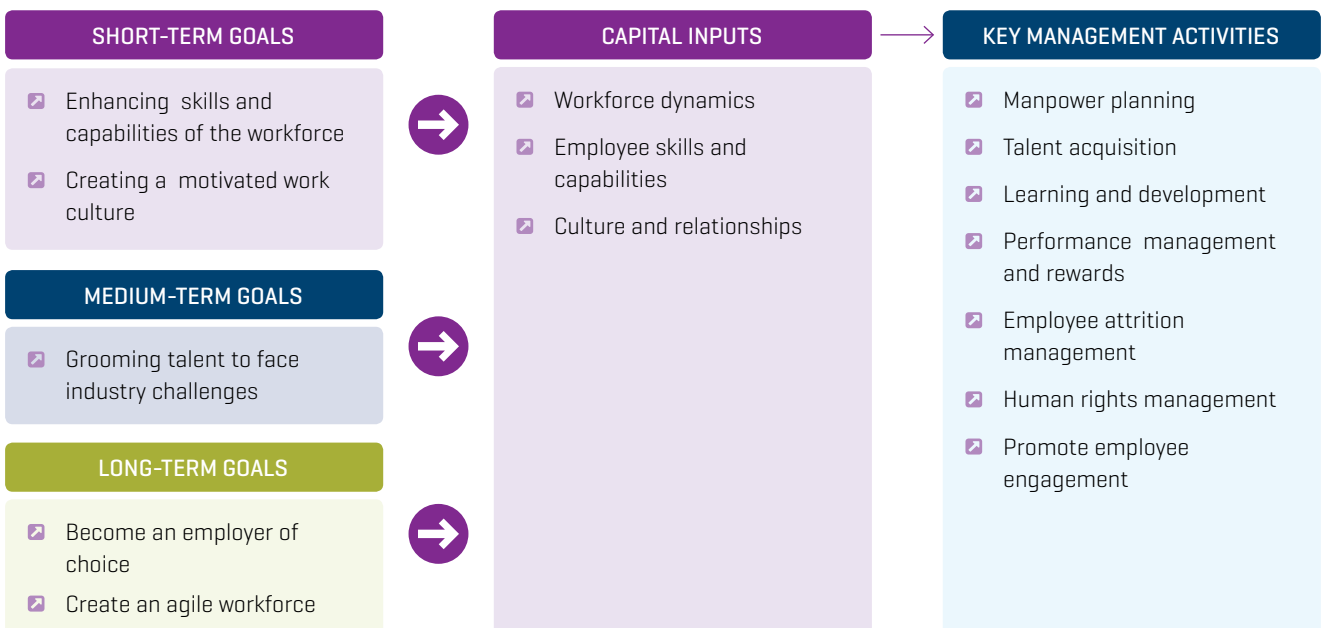 SHORT-TERM GOALS
Enhancing skills and
capabilities of the workforce
Creating a motivated work
culture
MEDIUM-TERM GOALS
Grooming talent to face
industry challenges
LONG-TERM GOALS
Become an employer of
choice
Create an agile workforce
CAPITAL INPUTS
Workforce dynamics
Employee skills and
capabilities
Culture and relationships
KEY MANAGEMENT ACTIVITIES
Manpower planning
Talent acquisition
Learning and development
Performance management
and rewards
Employee attrition
management
Human rights management
Promote employee
engagement